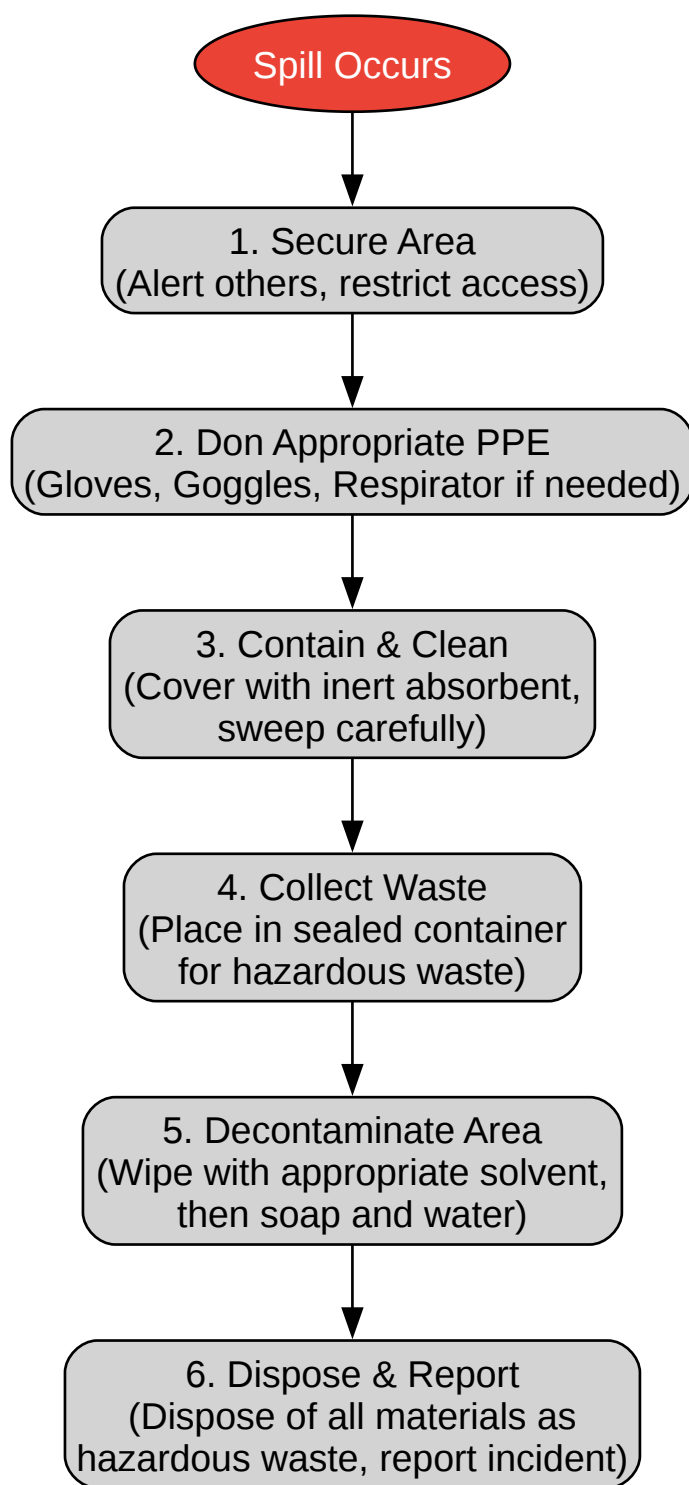 Spill Occurs
1. Secure Area
(Alert others, restrict access)
2. Don Appropriate PPE
(Gloves, Goggles, Respirator if needed)
3. Contain & Clean
(Cover with inert absorbent,
sweep carefully)
4. Collect Waste
(Place in sealed container
for hazardous waste)
5. Decontaminate Area
(Wipe with appropriate solvent,
then soap and water)
6. Dispose & Report
(Dispose of all materials as
hazardous waste, report incident)